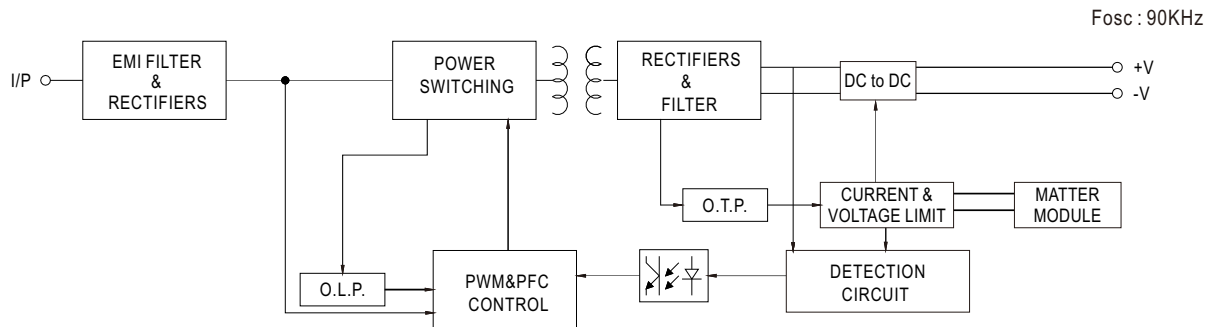 Fosc : 90KHz
I/P
EMI FILTER
&
RECTIFIERS
POWER
SWITCHING
RECTIFIERS
&
FILTER
DC to DC
+V
-V
O.T.P.
CURRENT &
VOLTAGE LIMIT
MATTER
MODULE
O.L.P.
PWM&PFC
CONTROL
DETECTION
CIRCUIT